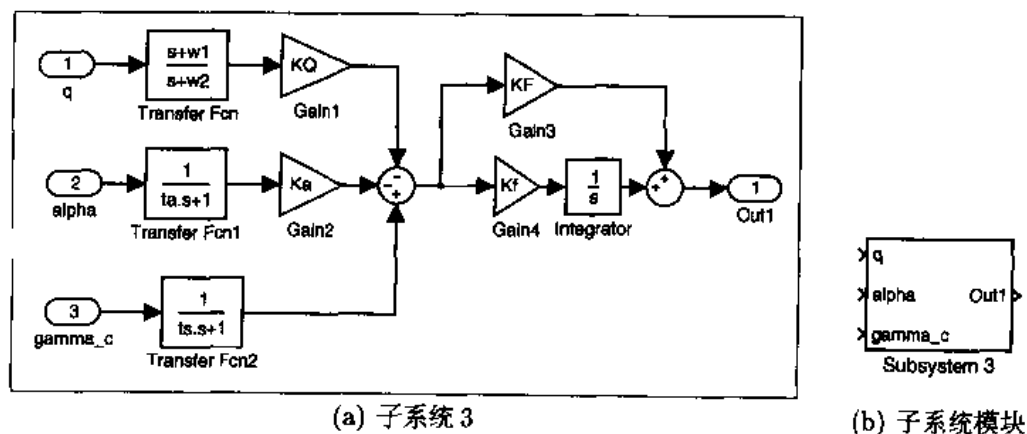 1
q
s+w1
s+w2
Transfer Fcn
KQ
Gain1
KF
Gain3
2
alpha
1
ta.s+1
Transfer Fcn1
Ka
Gain2
Kf
Gain4
1
s
Integrator
1
Out1
3
gamma_c
1
ts.s+1
Transfer Fcn2
(a) 子系统 3
q
alpha
gamma_c
Out1
Subsystem 3
(b) 子系统模块